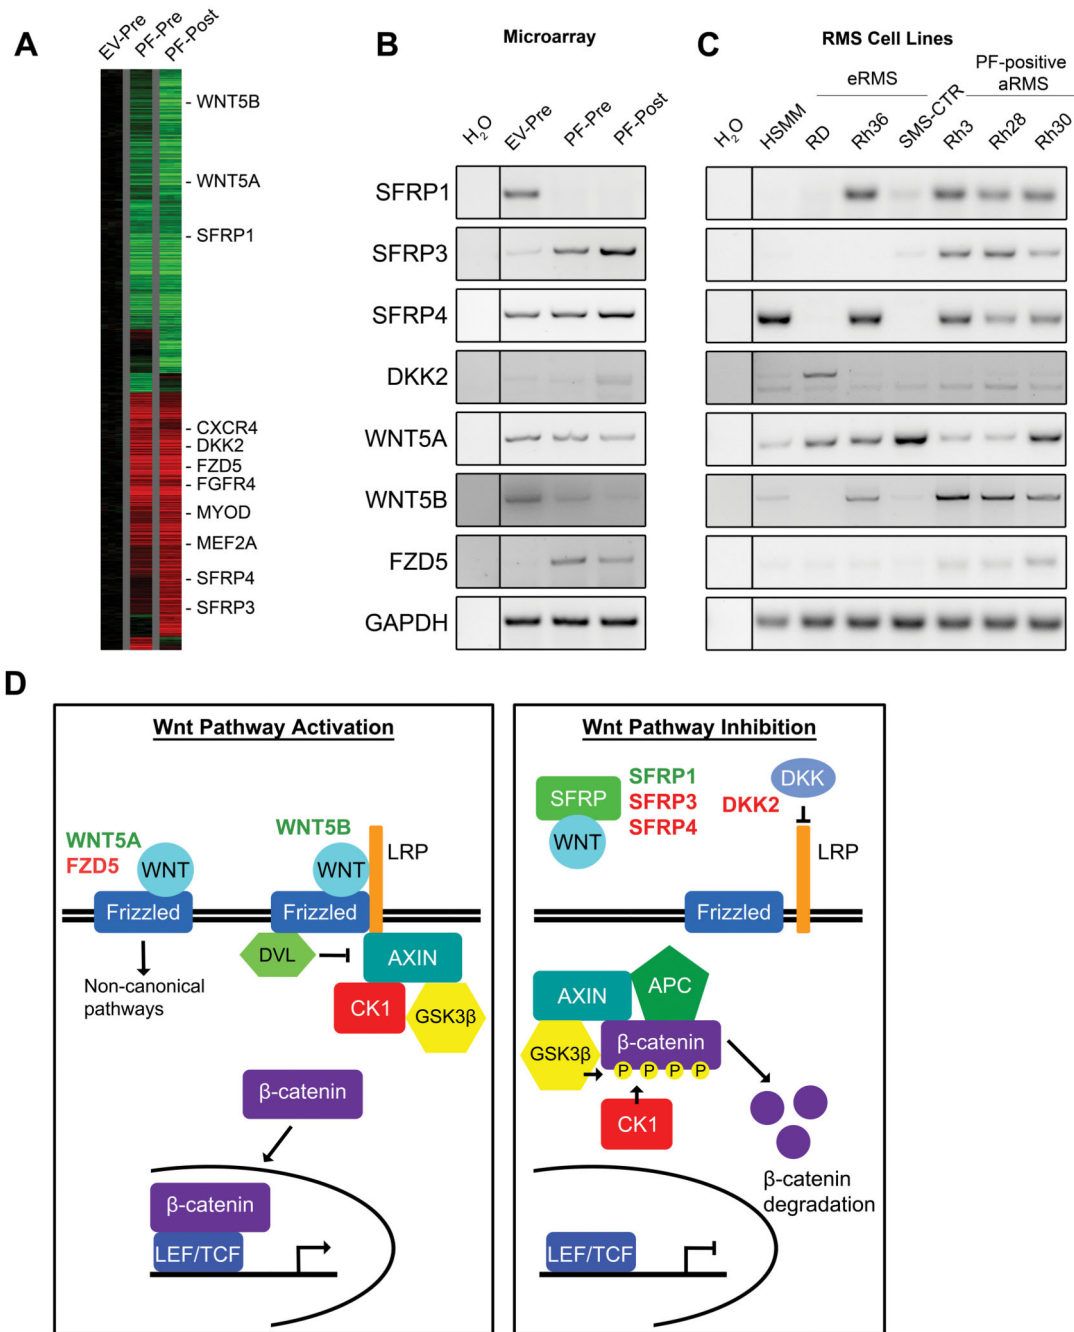 A
EV-Pre
PF-Pre
PF-Post
- WNT5B
- WNT5A
- SFRP1
- CXCR4
- DKK2
- FZD5
- FGFR4
- MYOD
- MEF2A
- SFRP4
- SFRP3
B
Microarray
H₂O
EV-Pre
PF-Pre
PF-Post
SFRP1
SFRP3
SFRP4
DKK2
WNT5A
WNT5B
FZD5
GAPDH
C
RMS Cell Lines
eRMS
PF-positive
aRMS
H₂O
HSMM
RD
Rh36
SMS-CTR
Rh3
Rh28
Rh30
D
Wnt Pathway Activation
WNT5A
FZD5
WNT
Frizzled
Non-canonical
pathways
WNT5B
WNT
LRP
Frizzled
DVL
AXIN
CK1
GSK3β
β-catenin
β-catenin
LEF/TCF
Wnt Pathway Inhibition
SFRP
WNT
SFRP1
SFRP3
SFRP4
DKK2
DKK
LRP
Frizzled
AXIN
APC
GSK3β
β-catenin
P P P P
CK1
β-catenin
degradation
LEF/TCF